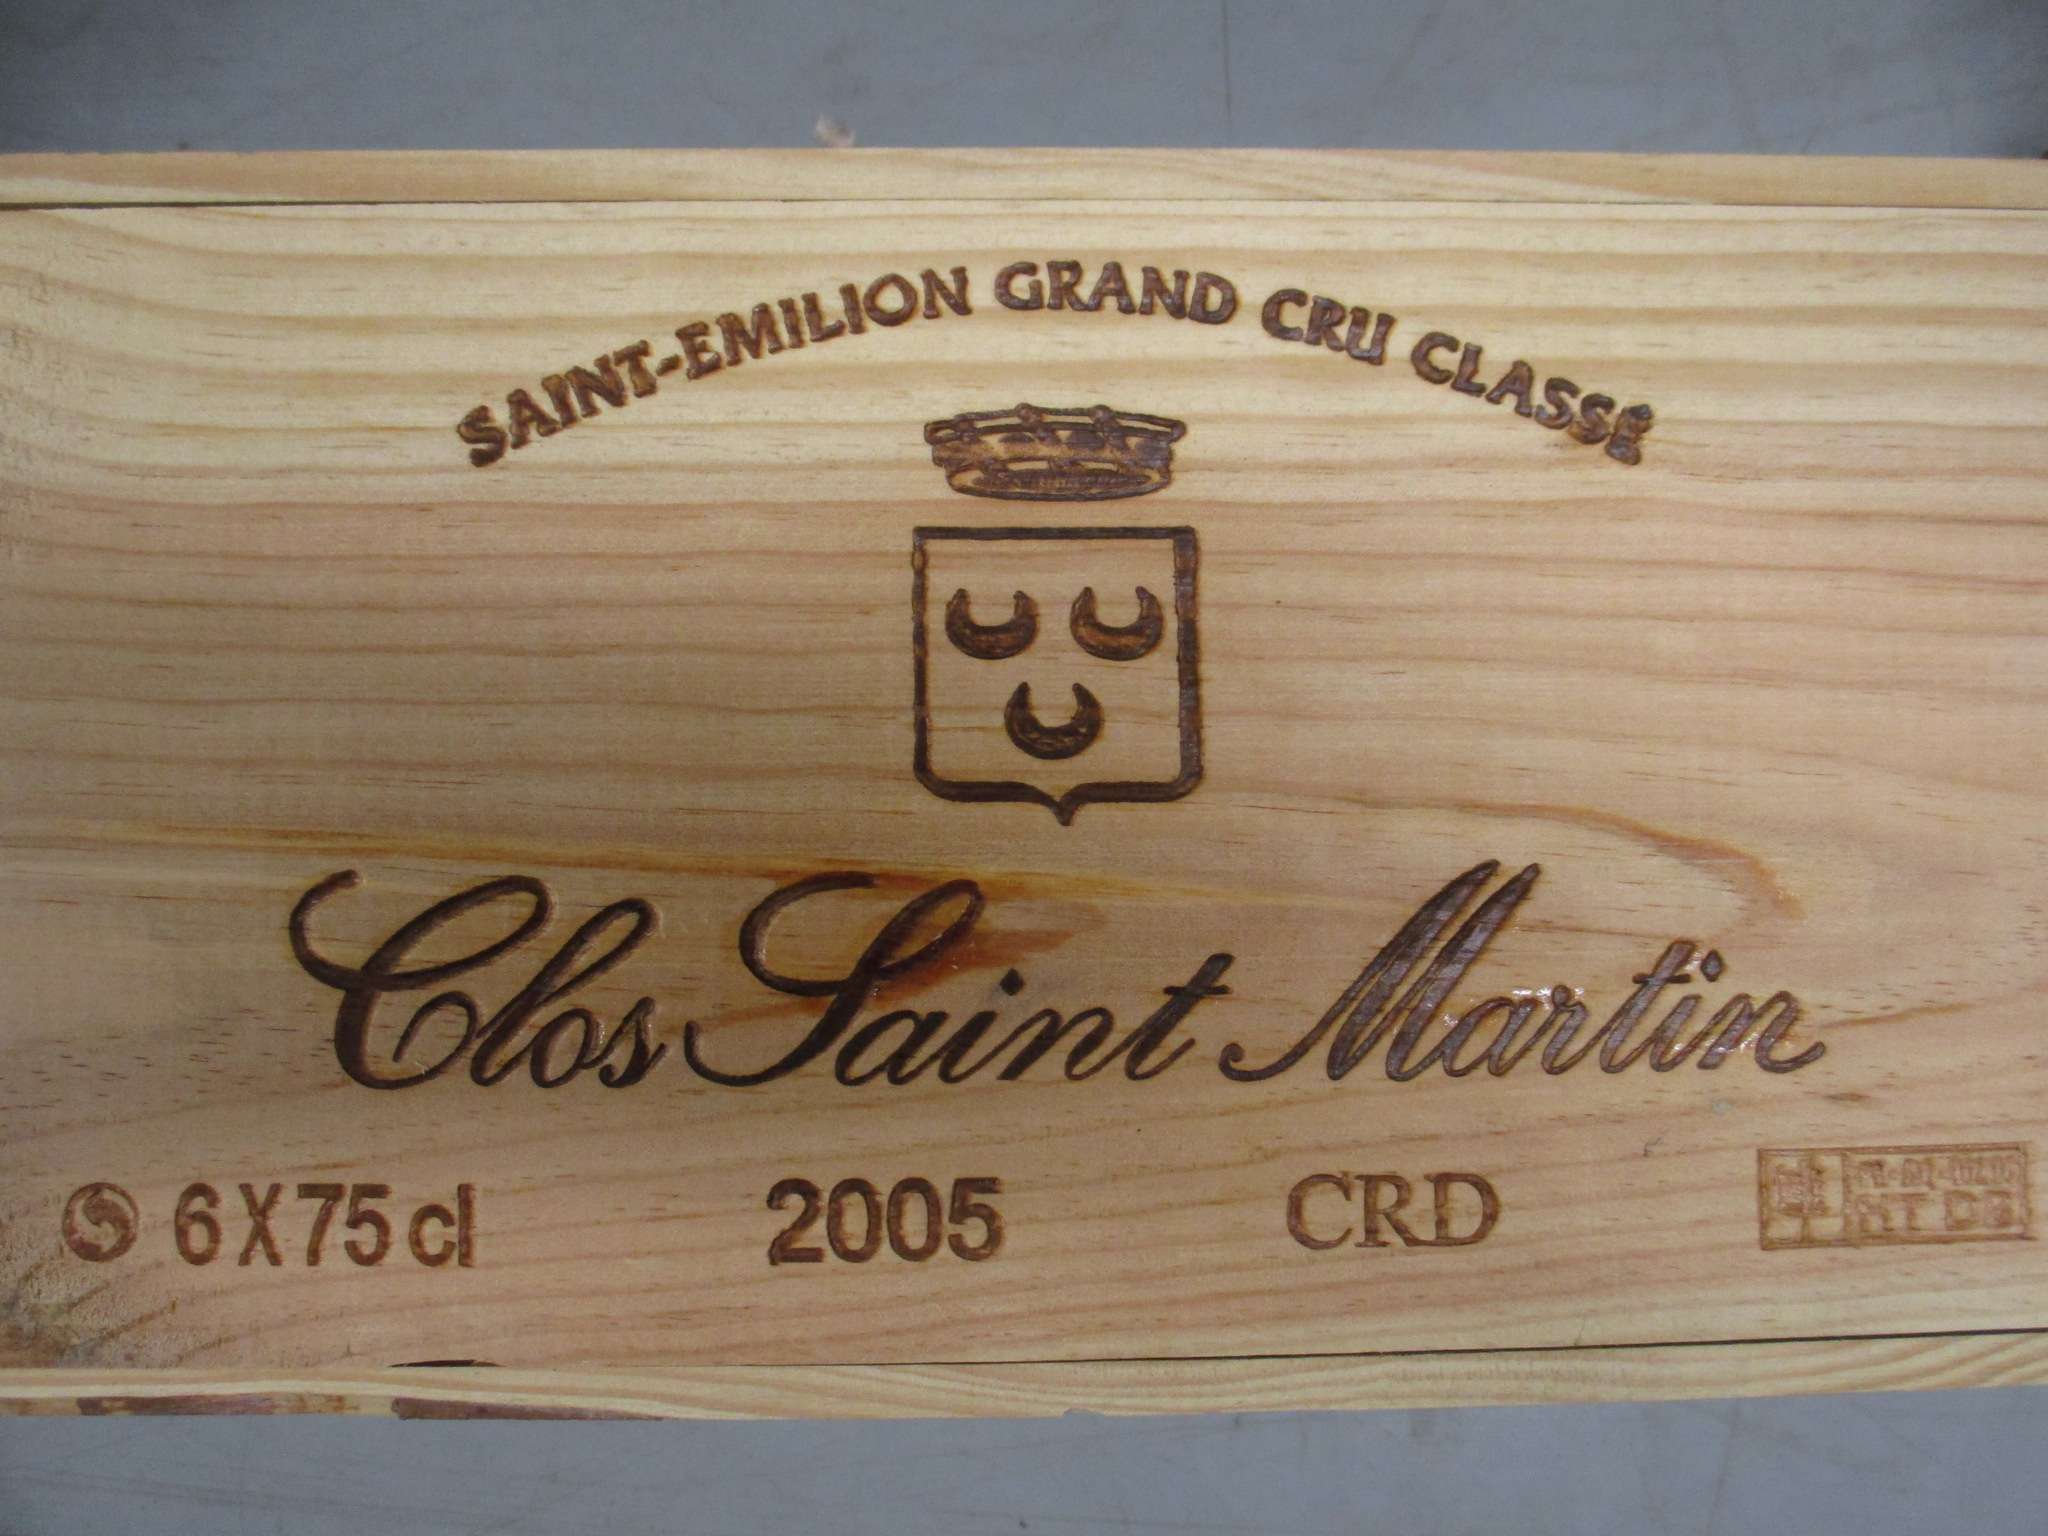 SAINT-EMILION GRAND CRU CLASSÉ
Clos Saint Martin
6 X 75 cl 2005 CRD